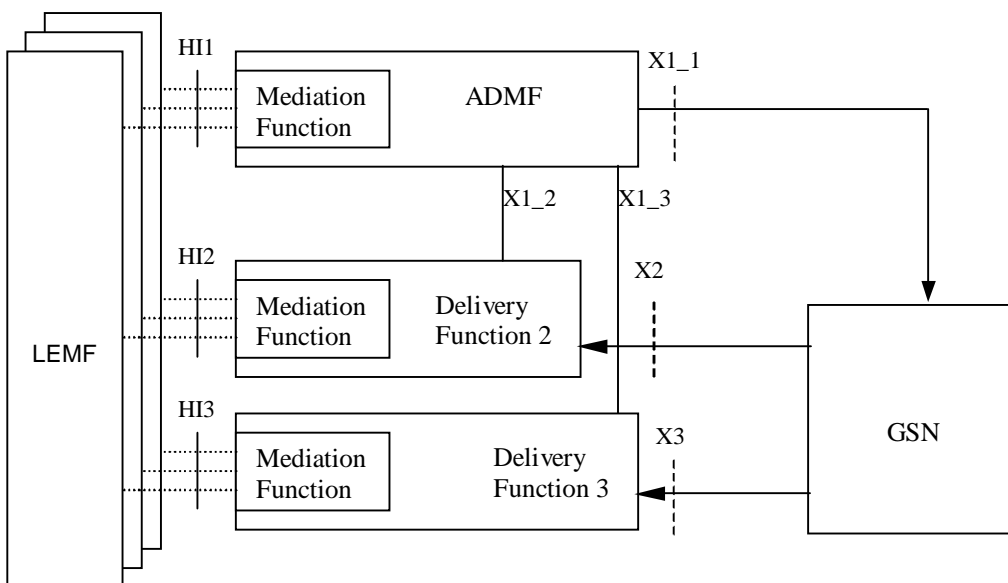 HI1
X1_1
Mediation
Function
ADMF
X1_2
X1_3
HI2
X2
Mediation
Function
Delivery
Function 2
LEMF
HI3
X3
GSN
Mediation
Function
Delivery
Function 3